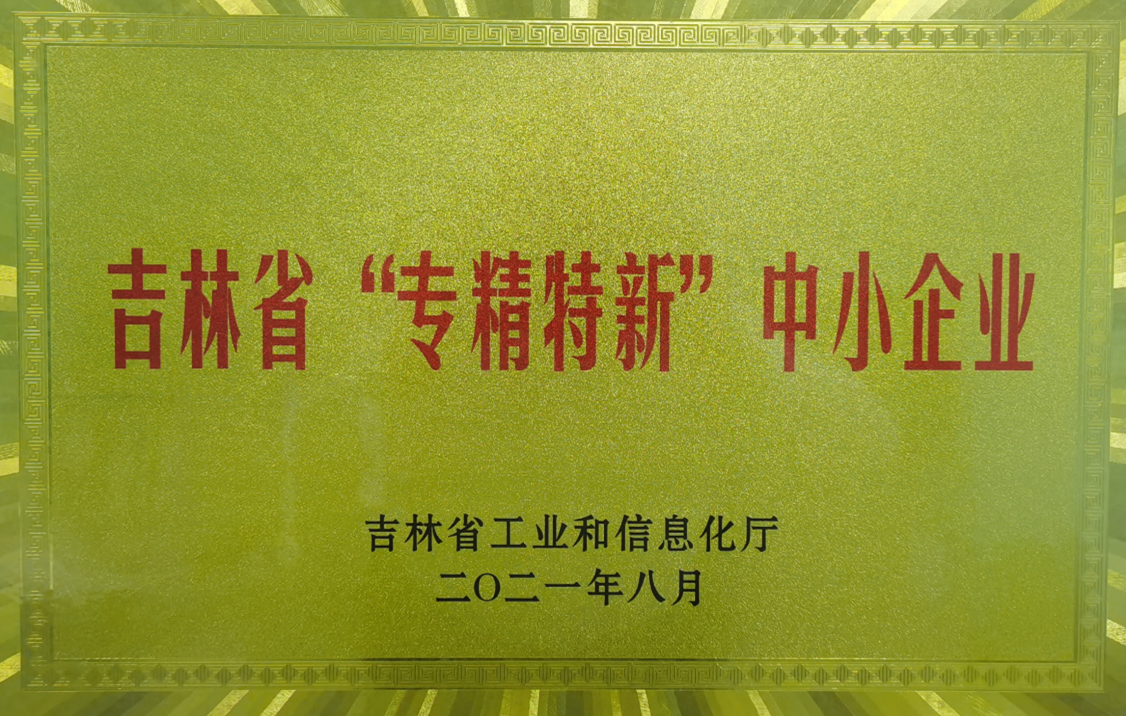 吉林省“专精特新”中小企业
吉林省工业和信息化厅
二〇二一年八月